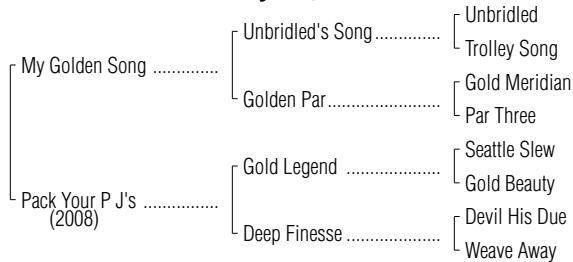 Unbridled
Unbridled's Song..............
Trolley Song
My Golden Song .............
Gold Meridian
Golden Par.......................
Par Three
Seattle Slew
Gold Legend ...................
Gold Beauty
Pack Your P J's ...............
(2008)
Devil His Due
Deep Finesse ...................
Weave Away